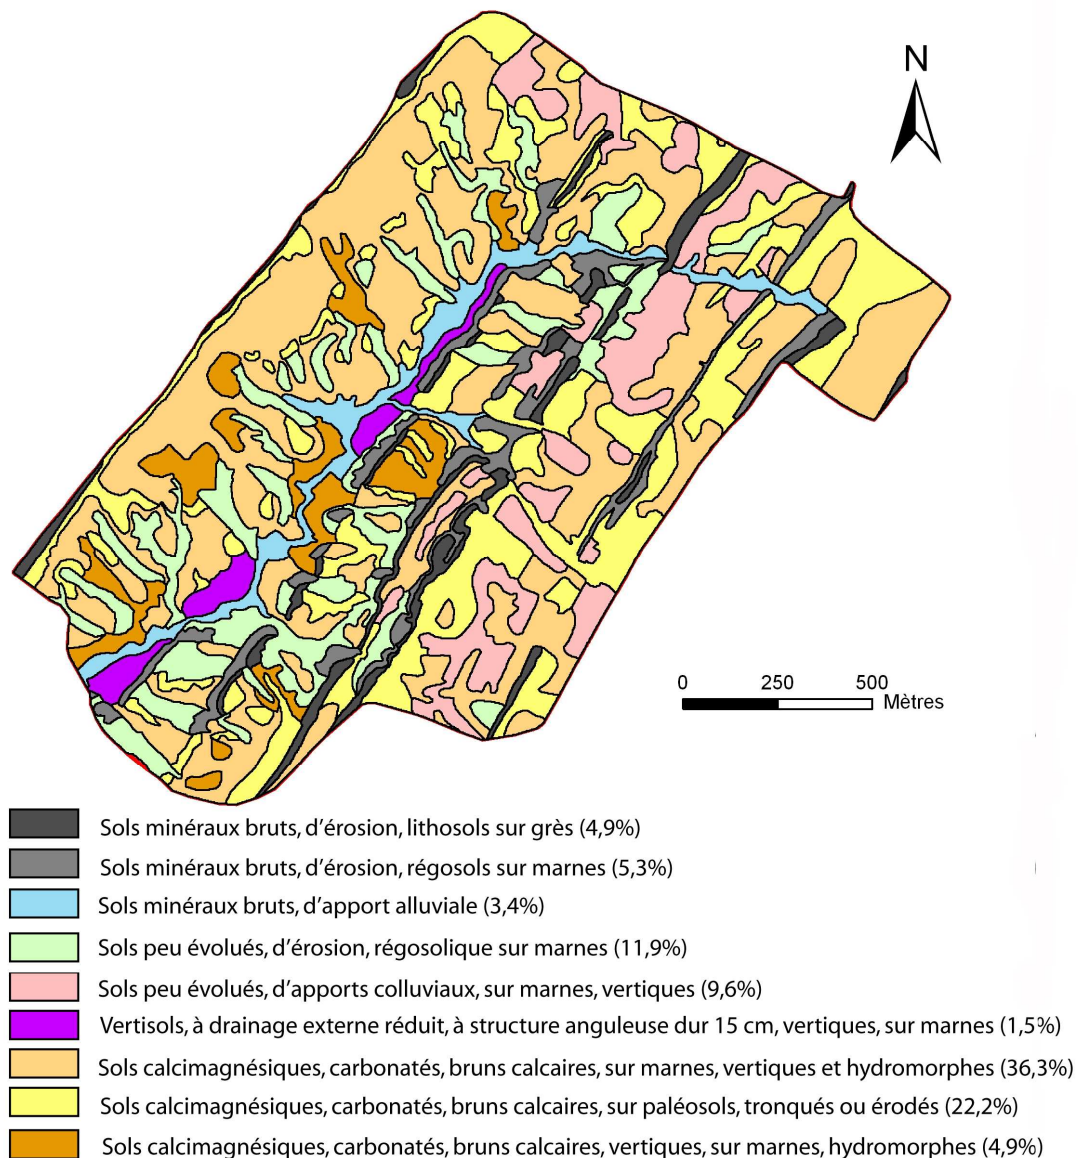 N
0 250 500
Mètres
Sols minéraux bruts, d'érosion, lithosols sur grès (4,9%)
Sols minéraux bruts, d'érosion, régosols sur marnes (5,3%)
Sols minéraux bruts, d'apport alluviale (3,4%)
Sols peu évolués, d'érosion, régosolique sur marnes (11,9%)
Sols peu évolués, d'apports colluviaux, sur marnes, vertiques (9,6%)
Vertisols, à drainage externe réduit, à structure anguleuse dur 15 cm, vertiques, sur marnes (1,5%)
Sols calcimagnésiques, carbonatés, bruns calcaires, sur marnes, vertiques et hydromorphes (36,3%)
Sols calcimagnésiques, carbonatés, bruns calcaires, sur paléosols, tronqués ou érodés (22,2%)
Sols calcimagnésiques, carbonatés, bruns calcaires, vertiques, sur marnes, hydromorphes (4,9%)